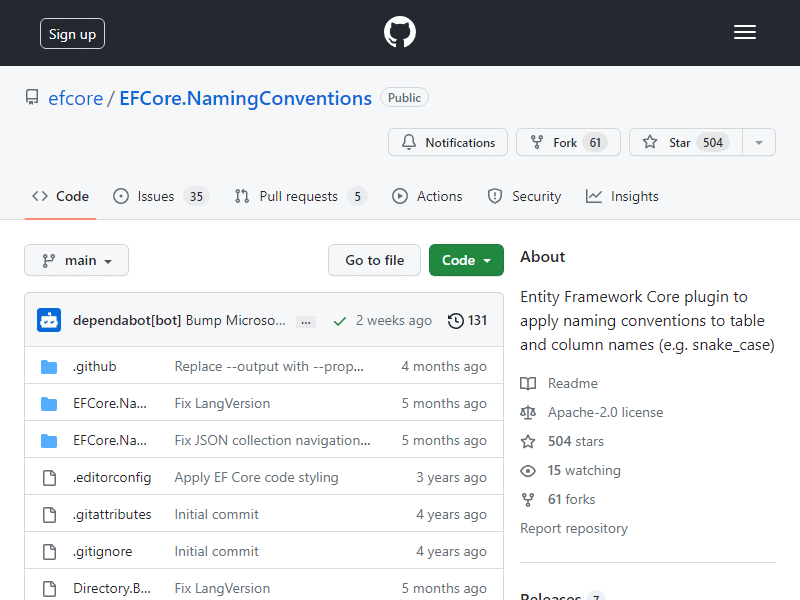 Sign up
efcore / EFCore.NamingConventions Public
Notifications Fork 61 Star 504
Code Issues 35 Pull requests 5 Actions Security Insights
main Go to file Code
dependabot[bot] Bump Microso... ... 2 weeks ago 131
.github Replace --output with --prop... 4 months ago
EFCore.Na... Fix LangVersion 5 months ago
EFCore.Na... Fix JSON collection navigation... 5 months ago
.editorconfig Apply EF Core code styling 3 years ago
.gitattributes Initial commit 4 years ago
.gitignore Initial commit 4 years ago
Directory.B... Fix LangVersion 5 months ago
About
Entity Framework Core plugin to
apply naming conventions to table
and column names (e.g. snake_case)
Readme
Apache-2.0 license
504 stars
15 watching
61 forks
Report repository
Releases 7